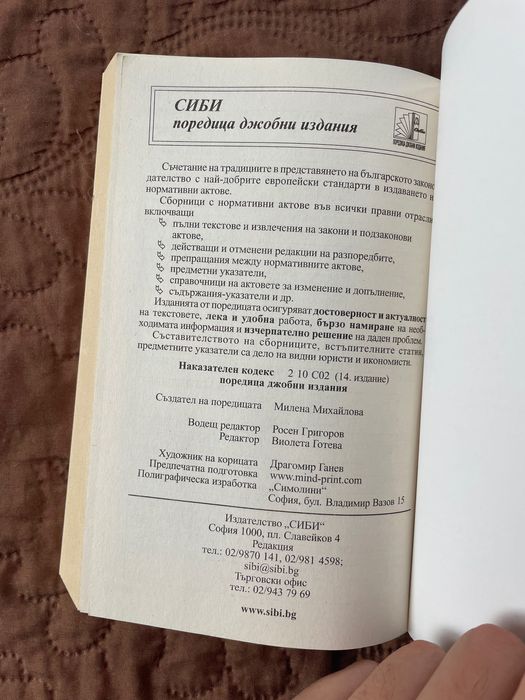 СИБИ
поредица джобни издания
СИБИ
ПОРЕДИЦА ДЖОБНИ ИЗДАНИЯ
Съчетание на традициите в представянето на българското законо-
дателство с най-добрите европейски стандарти в издаването н
нормативни актове.
Сборници с нормативни актове във всички правни отрасли,
включващи
пълни текстове и извлечения на закони и подзаконови
актове,
действащи и отменени редакции на разпоредбите,
препращания между нормативните актове,
предметни указатели,
справочници на актовете за изменение и допълнение,
съдържания-указатели и др.
Изданията от поредицата осигуряват достоверност и актуалност
на текстовете, лека и удобна работа, бързо намиране на необ-
ходимата информация и изчерпателно решение на даден проблем.
Съставителството на сборниците, встъпителните статии,
предметните указатели са дело на видни юристи и икономисти.
Наказателен кодекс 2 10 С02 (14. издание)
поредица джобни издания
Създател на поредицата Милена Михайлова
Водещ редактор Росен Григоров
Редактор Виолета Готева
Художник на корицата Драгомир Ганев
Предпечатна подготовка www.mind-print.com
Полиграфическа изработка „Симолини"
София, бул. Владимир Вазов 15
Издателство „СИБИ"
София 1000, пл. Славейков 4
Редакция
тел.: 02/9870 141, 02/981 4598;
sibi@sibi.bg
Търговски офис
тел.: 02/943 79 69
www.sibi.bg